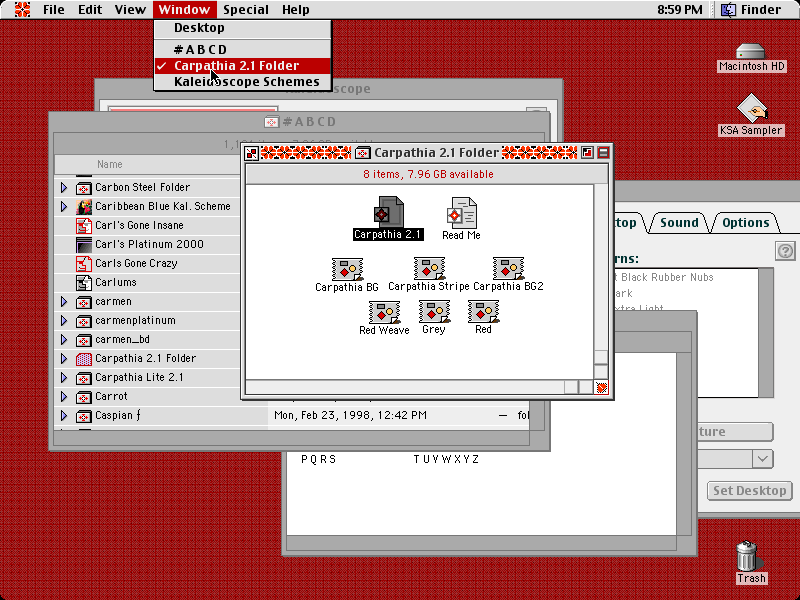 File Edit View Window Special Help 8:59 PM Finder
Desktop
#ABCD
✓ Carpathia 2.1 Folder
Kaleidoscope Schemes
Macintosh HD
KSA Sampler
#ABCD
Name
Carbon Steel Folder
Caribbean Blue Kal. Scheme
Carl's Gone Insane
Carl's Platinum 2000
Carls Gone Crazy
Carlums
carmen
carmenplatinum
carmen_bd
Carpathia 2.1 Folder
Carpathia Lite 2.1
Carrot
Caspian ƒ
Mon, Feb 23, 1998, 12:42 PM — fol
Carpathia 2.1 Folder
8 items, 7.96 GB available
Carpathia 2.1 Read Me
Carpathia BG Carpathia Stripe Carpathia BG2
Red Weave Grey Red
top Sound Options
rns:
t Black Rubber Nubs
ark
xtra Light
ture
Set Desktop
PQRS TUVWXYZ
Trash